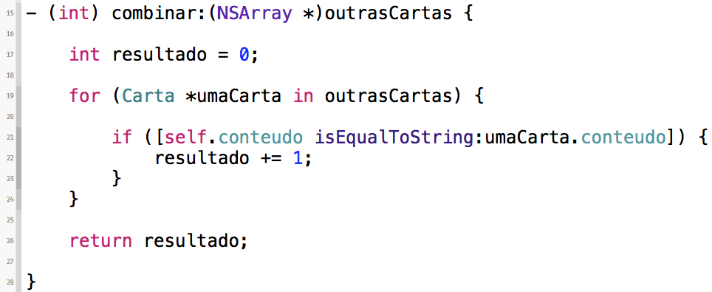 15 - (int) combinar:(NSArray *)outrasCartas {
16
17 int resultado = 0;
18
19 for (Carta *umaCarta in outrasCartas) {
20
21 if ([self.conteudo isEqualToString:umaCarta.conteudo]) {
22 resultado += 1;
23 }
24 }
25
26 return resultado;
27
28 }